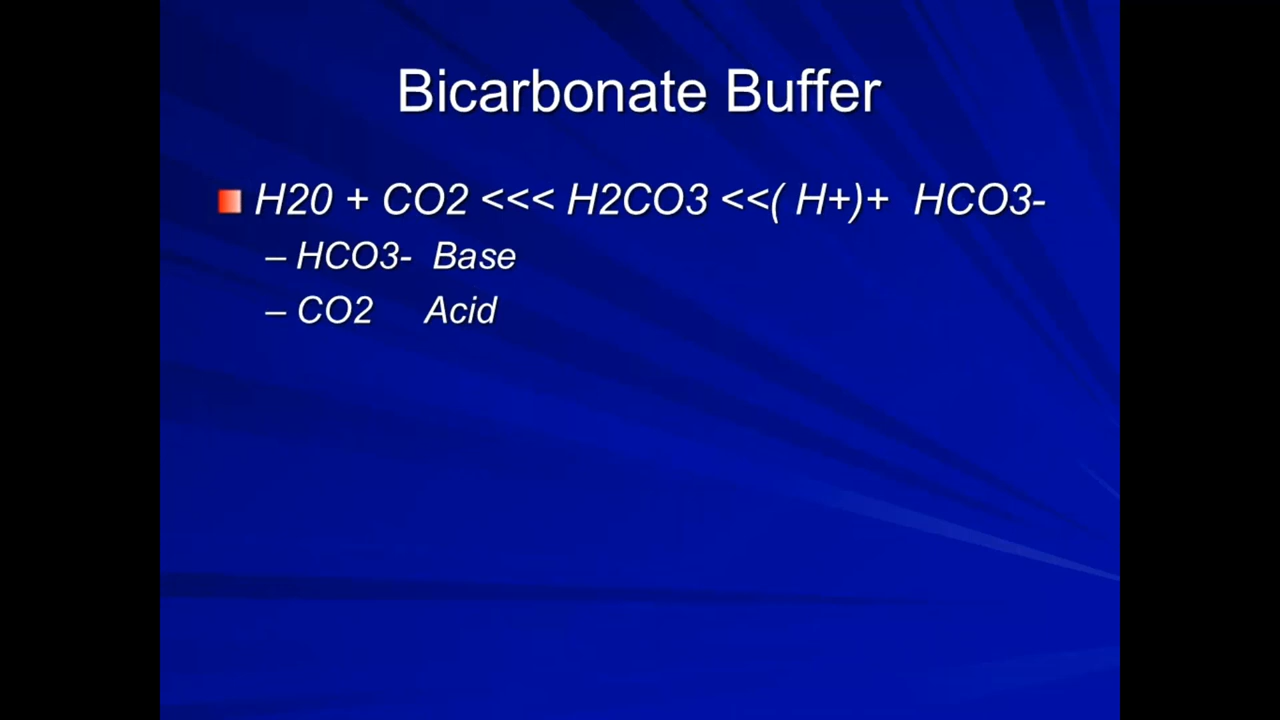 Bicarbonate Buffer
H20 + CO2 <<< H2CO3 <<( H+)+ HCO3-
– HCO3- Base
– CO2 Acid